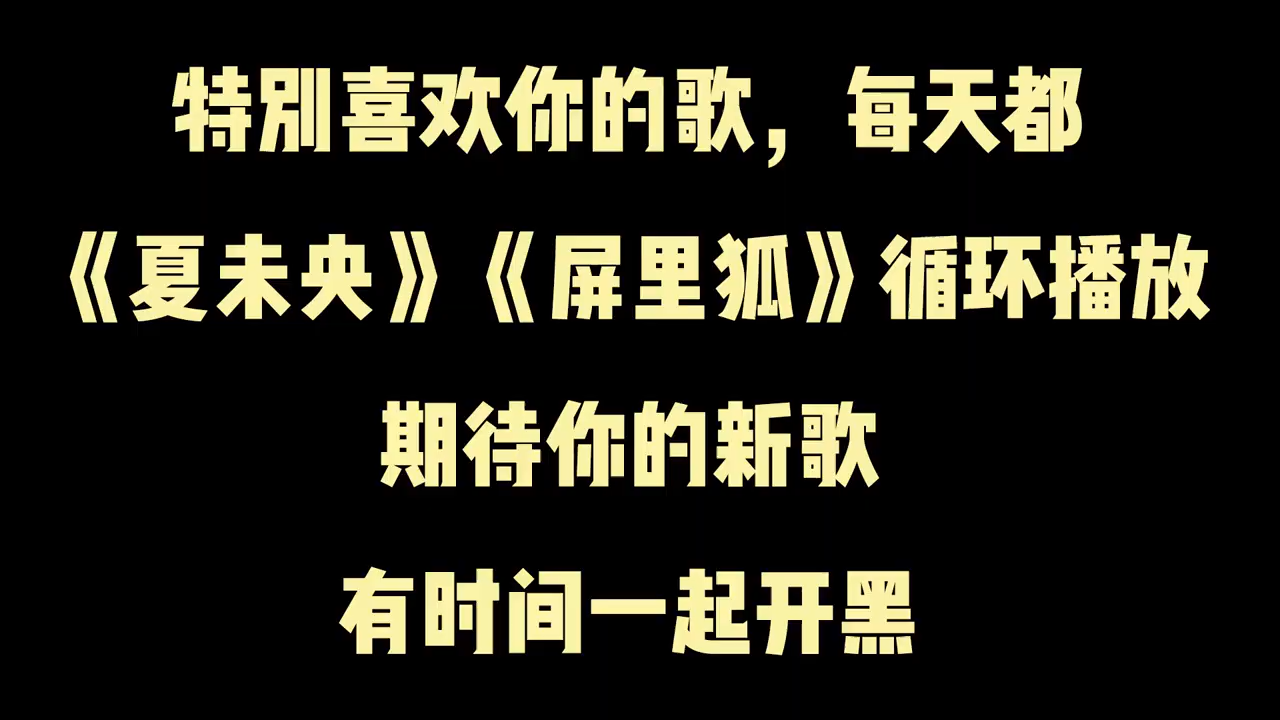 特别喜欢你的歌，每天都
《夏未央》《屏里狐》循环播放
期待你的新歌
有时间一起开黑